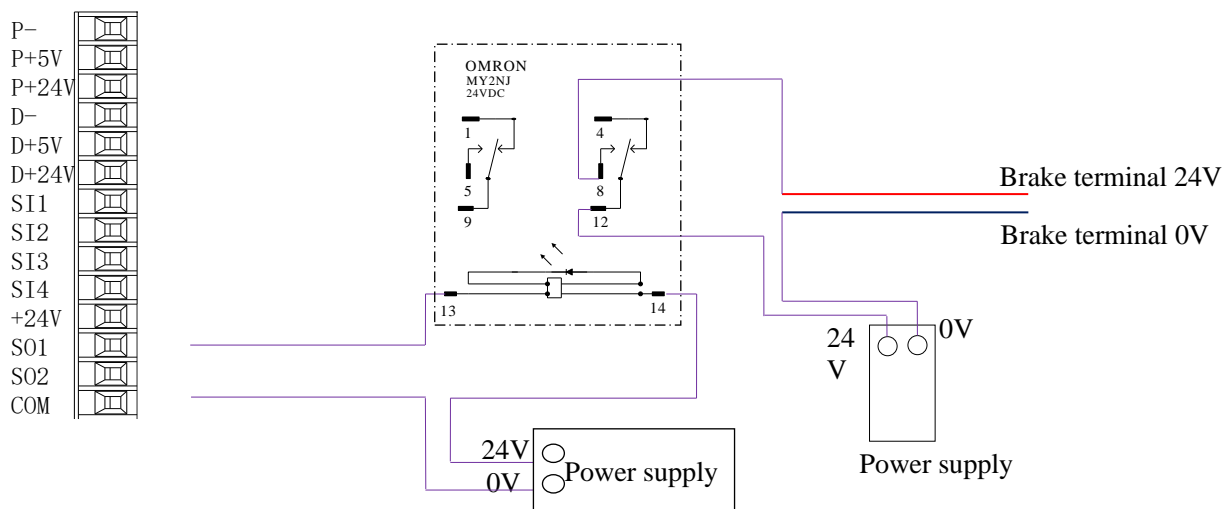 P-
P+5V
P+24V
D-
D+5V
D+24V
SI1
SI2
SI3
SI4
+24V
SO1
SO2
COM
OMRON
MY2NJ
24VDC
1
4
5
8
9
12
13
14
Brake terminal 24V
Brake terminal 0V
24
V
0V
Power supply
24V
0V
Power supply